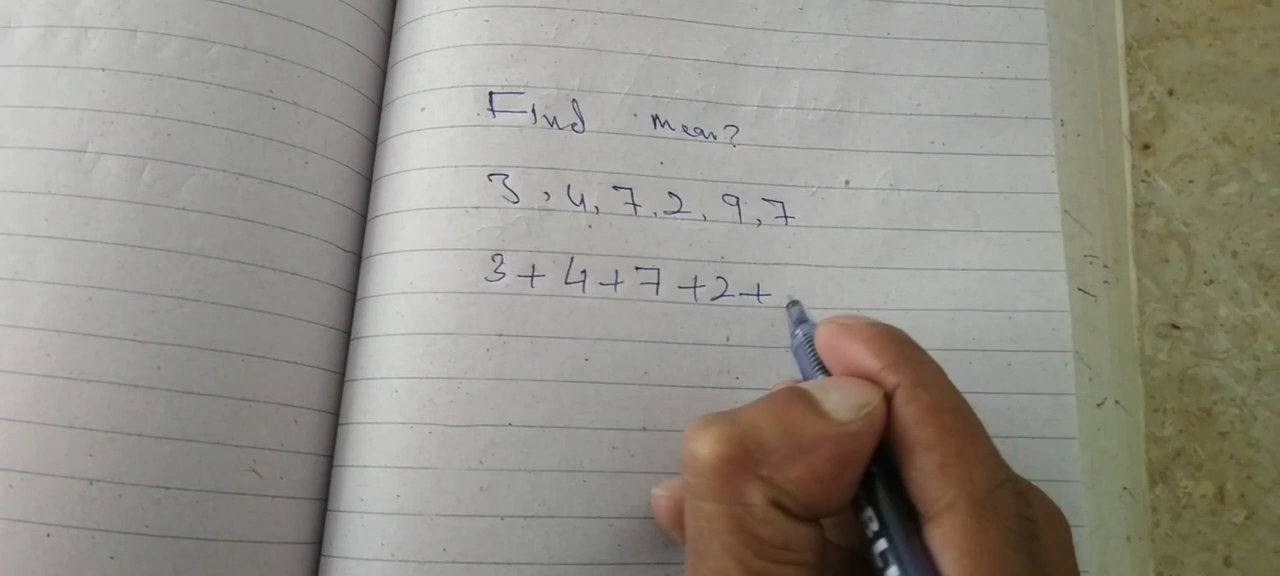 Find mean?
3, 4, 7, 2, 9, 7
3 + 4 + 7 + 2 +